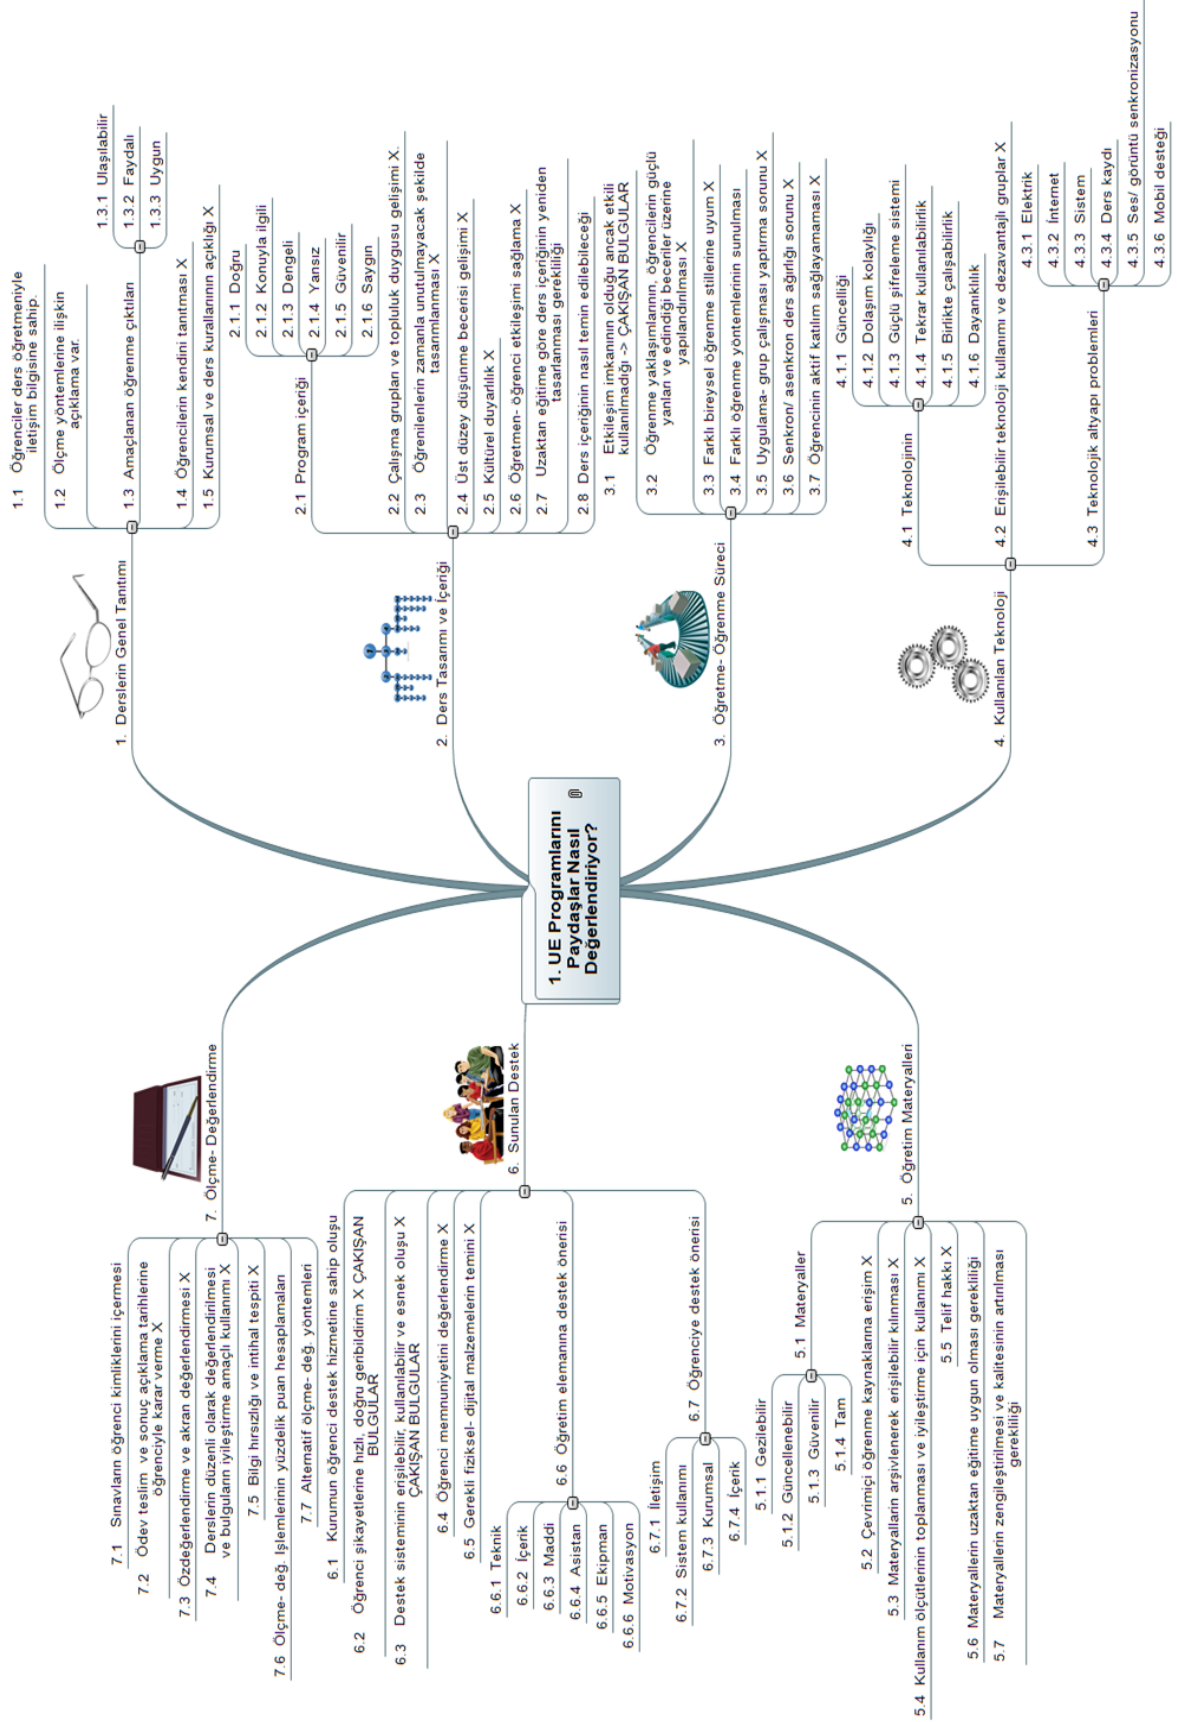 1. UE Programlarını
Paydaşlar Nasıl
Değerlendiriyor?
1. Derslerin Genel Tanıtımı
1.1 Öğrenciler ders öğretmeniyle
iletişim bilgisine sahip.
1.2 Ölçme yöntemlerine ilişkin
açıklama var.
1.3 Amaçlanan öğrenme çıktıları
1.3.1 Ulaşılabilir
1.3.2 Faydalı
1.3.3 Uygun
1.4 Öğrencilerin kendini tanıtması X
1.5 Kurumsal ve ders kurallarının açıklığı X
2. Ders Tasarımı ve İçeriği
2.1 Program içeriği
2.1.1 Doğru
2.1.2 Konuyla ilgili
2.1.3 Dengeli
2.1.4 Yansız
2.1.5 Güvenilir
2.1.6 Saygın
2.2 Çalışma grupları ve topluluk duygusu gelişimi X.
2.3 Öğrenilenlerin zamanla unutulmayacak şekilde
tasarımlanması X
2.4 Üst düzey düşünme becerisi gelişimi X
2.5 Kültürel duyarlılık X
2.6 Öğretmen- öğrenci etkileşimi sağlama X
2.7 Uzaktan eğitime göre ders içeriğinin yeniden
tasarlanması gerekliliği
2.8 Ders içeriğinin nasıl temin edilebileceği
3. Öğretme- Öğrenme Süreci
3.1 Etkileşim imkanının olduğu ancak etkili
kullanılmadığı -> ÇAKIŞAN BULGULAR
3.2 Öğrenme yaklaşımlarının, öğrencilerin güçlü
yanları ve edindiği beceriler üzerine
yapılandırılması X
3.3 Farklı bireysel öğrenme stillerine uyum X
3.4 Farklı öğrenme yöntemlerinin sunulması
3.5 Uygulama- grup çalışması yaptırma sorunu X
3.6 Senkron/ asenkron ders ağırlığı sorunu X
3.7 Öğrencinin aktif katılım sağlayamaması X
4. Kullanılan Teknoloji
4.1 Teknolojinin
4.1.1 Güncelliği
4.1.2 Dolaşım kolaylığı
4.1.3 Güçlü şifreleme sistemi
4.1.4 Tekrar kullanılabilirlik
4.1.5 Birlikte çalışabilirlik
4.1.6 Dayanıklılık
4.2 Erişilebilir teknoloji kullanımı ve dezavantajlı gruplar X
4.3 Teknolojik altyapı problemleri
4.3.1 Elektrik
4.3.2 İnternet
4.3.3 Sistem
4.3.4 Ders kaydı
4.3.5 Ses/ görüntü senkronizasyonu
4.3.6 Mobil desteği
7. Ölçme- Değerlendirme
7.1 Sınavların öğrenci kimliklerini içermesi
7.2 Ödev teslim ve sonuç açıklama tarihlerine
öğrenciyle karar verme X
7.3 Özdeğerlendirme ve akran değerlendirmesi X
7.4 Derslerin düzenli olarak değerlendirilmesi
ve bulguların iyileştirme amaçlı kullanımı X
7.5 Bilgi hırsızlığı ve intihal tespiti X
7.6 Ölçme- değ. İşlemlerinin yüzdelik puan hesaplamaları
7.7 Alternatif ölçme- değ. yöntemleri
6. Sunulan Destek
6.1 Kurumun öğrenci destek hizmetine sahip oluşu
6.2 Öğrenci şikayetlerine hızlı, doğru geribildirim X ÇAKIŞAN
BULGULAR
6.3 Destek sisteminin erişilebilir, kullanılabilir ve esnek oluşu X
ÇAKIŞAN BULGULAR
6.4 Öğrenci memnuniyetini değerlendirme X
6.5 Gerekli fiziksel- dijital malzemelerin temini X
6.6 Öğretim elemanına destek önerisi
6.6.1 Teknik
6.6.2 İçerik
6.6.3 Maddi
6.6.4 Asistan
6.6.5 Ekipman
6.6.6 Motivasyon
6.7 Öğrenciye destek önerisi
6.7.1 İletişim
6.7.2 Sistem kullanımı
6.7.3 Kurumsal
6.7.4 İçerik
5. Öğretim Materyalleri
5.1 Materyaller
5.1.1 Gezilebilir
5.1.2 Güncellenebilir
5.1.3 Güvenilir
5.1.4 Tam
5.2 Çevrimiçi öğrenme kaynaklarına erişim X
5.3 Materyallarin arşivlenerek erişilebilir kılınması X
5.4 Kullanım ölçütlerinin toplanması ve iyileştirme için kullanımı X
5.5 Telif hakkı X
5.6 Materyallerin uzaktan eğitime uygun olması gerekliliği
5.7 Materyallerin zengileştirilmesi ve kalitesinin artırılması
gerekliliği